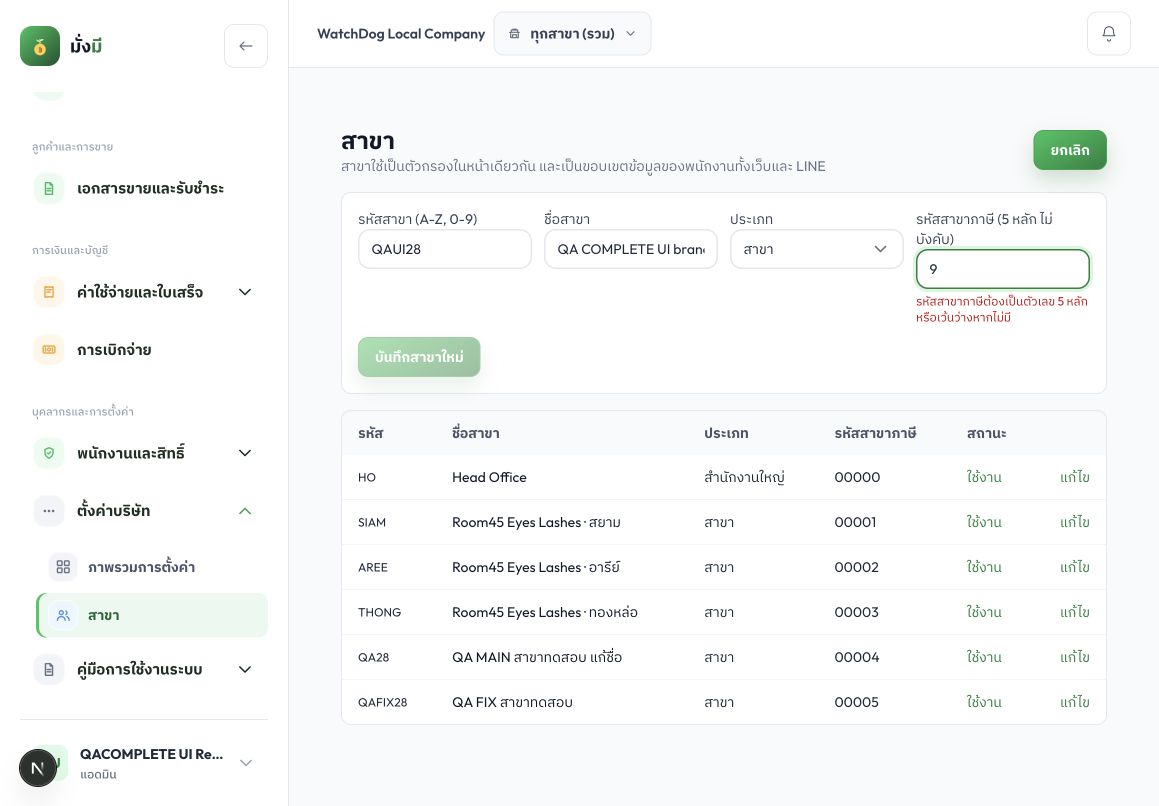 มั่งมี
WatchDog Local Company
ทุกสาขา (รวม)
ลูกค้าและการขาย
เอกสารขายและรับชำระ
การเงินและบัญชี
ค่าใช้จ่ายและใบเสร็จ
การเบิกจ่าย
บุคลากรและการตั้งค่า
พนักงานและสิทธิ์
ตั้งค่าบริษัท
ภาพรวมการตั้งค่า
สาขา
คู่มือการใช้งานระบบ
QACOMPLETE UI Re...
แอดมิน
N
สาขา
สาขาใช้เป็นตัวกรองในหน้าเดียวกัน และเป็นขอบเขตข้อมูลของพนักงานทั้งเว็บและ LINE
ยกเลิก
รหัสสาขา (A-Z, 0-9)
QAUI28
ชื่อสาขา
QA COMPLETE UI bran
ประเภท
สาขา
รหัสสาขาภาษี (5 หลัก ไม่
บังคับ)
9
รหัสสาขาภาษีต้องเป็นตัวเลข 5 หลัก
หรือเว้นว่างหากไม่มี
บันทึกสาขาใหม่
รหัส ชื่อสาขา ประเภท รหัสสาขาภาษี สถานะ
HO Head Office สำนักงานใหญ่ 00000 ใช้งาน แก้ไข
SIAM Room45 Eyes Lashes · สยาม สาขา 00001 ใช้งาน แก้ไข
AREE Room45 Eyes Lashes · อารีย์ สาขา 00002 ใช้งาน แก้ไข
THONG Room45 Eyes Lashes · ทองหล่อ สาขา 00003 ใช้งาน แก้ไข
QA28 QA MAIN สาขาทดสอบ แก้ชื่อ สาขา 00004 ใช้งาน แก้ไข
QAFIX28 QA FIX สาขาทดสอบ สาขา 00005 ใช้งาน แก้ไข